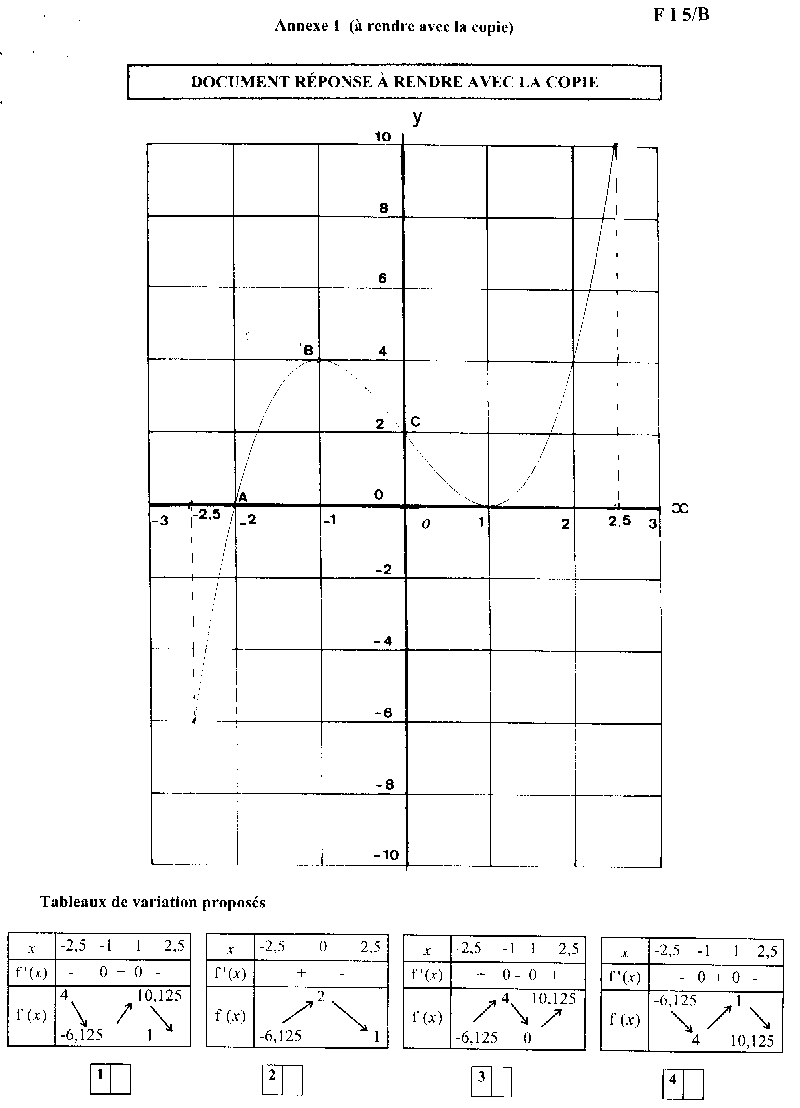 F 1 5/B
Annexe 1 (à rendre avec la copie)
DOCUMENT RÉPONSE À RENDRE AVEC LA COPIE
y
10
8
6
B 4
2 C
A 0
-3 -2,5 -2 -1 0 1 2 2,5 3 x
-2
-4
-6
-8
-10
Tableaux de variation proposés
x -2,5 -1 1 2,5
f'(x) - 0 + 0 -
f (x) 4 10,125
-6,125 1
1
x -2,5 0 2,5
f'(x) + -
f (x) 2
-6,125 1
2
x -2,5 -1 1 2,5
f'(x) + 0 - 0 +
f (x) 4 10,125
-6,125 0
3
x -2,5 -1 1 2,5
f'(x) - 0 + 0 -
f (x) -6,125 1
4 10,125
4